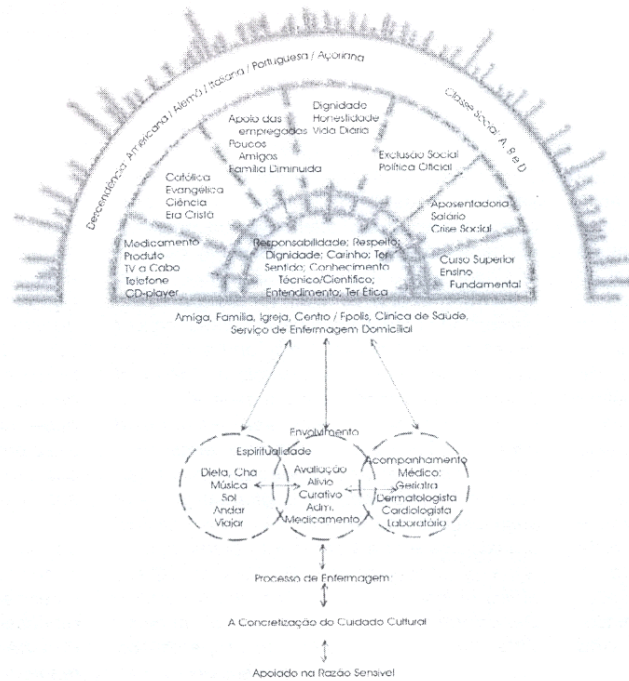 Descendência: Americana / Alemã / Italiana / Portuguesa / Açoriana
Classe Social: A, B e D
Medicamento
Produto
TV a Cabo
Telefone
CD-player
Católica
Evangélica
Ciência
Era Cristã
Apoio das
empregadas
Poucos
Amigos
Família Diminuida
Dignidade
Honestidade
Vida Diária
Exclusão Social
Política Oficial
Aposentadoria
Salário
Crise Social
Curso Superior
Ensino
Fundamental
Responsabilidade; Respeito;
Dignidade; Carinho; Ter
Sentido; Conhecimento
Técnico/Científico;
Entendimento; Ter Ética
Amiga, Família, Igreja, Centro / Fpolis, Clínica de Saúde,
Serviço de Enfermagem Domiciliar
Espiritualidade
Dieta, Chá
Música
Sol
Andar
Viajar
Envolvimento
Avaliação
Alívio
Curativo
Adm.
Medicamento
Acompanhamento
Médico:
Geriatra
Dermatologista
Cardiologista
Laboratório
Processo de Enfermagem:
A Concretização do Cuidado Cultural
Apoiado na Razão Sensível